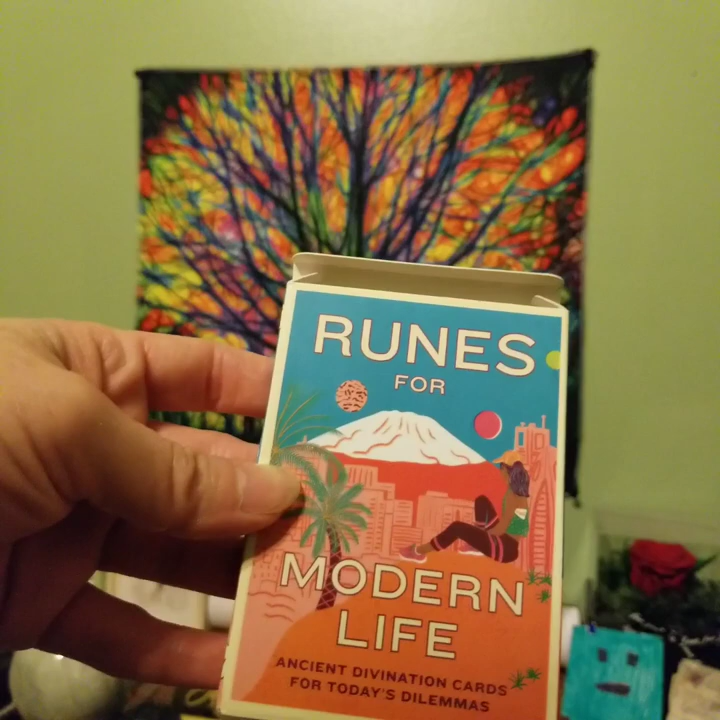 RUNES
FOR
MODERN
LIFE
ANCIENT DIVINATION CARDS
FOR TODAY'S DILEMMAS